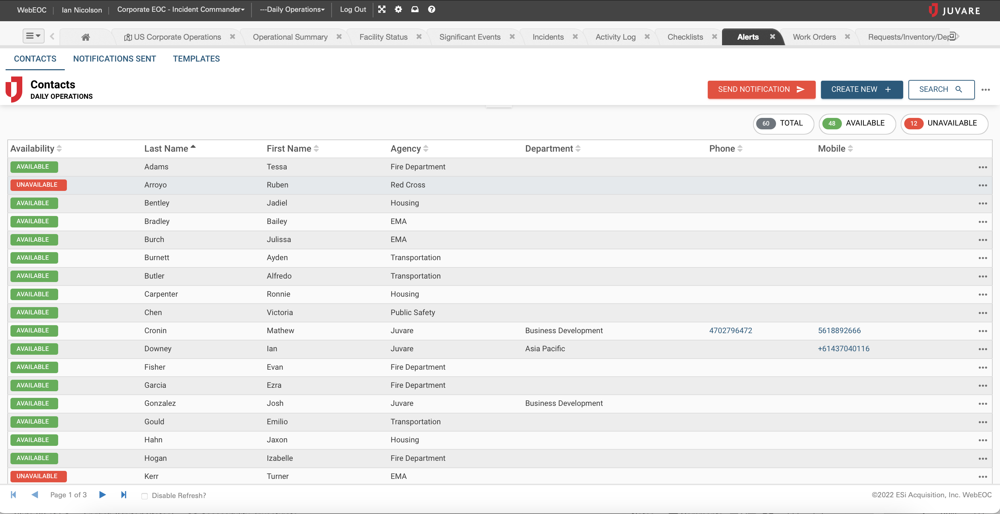 WebEOC Ian Nicolson Corporate EOC - Incident Commander ---Daily Operations Log Out JUVARE
US Corporate Operations Operational Summary Facility Status Significant Events Incidents Activity Log Checklists Alerts Work Orders Requests/Inventory/Dep
CONTACTS NOTIFICATIONS SENT TEMPLATES
Contacts
DAILY OPERATIONS
SEND NOTIFICATION CREATE NEW + SEARCH
60 TOTAL 48 AVAILABLE 12 UNAVAILABLE
Availability Last Name First Name Agency Department Phone Mobile
AVAILABLE Adams Tessa Fire Department
UNAVAILABLE Arroyo Ruben Red Cross
AVAILABLE Bentley Jadiel Housing
AVAILABLE Bradley Bailey EMA
AVAILABLE Burch Julissa EMA
AVAILABLE Burnett Ayden Transportation
AVAILABLE Butler Alfredo Transportation
AVAILABLE Carpenter Ronnie Housing
AVAILABLE Chen Victoria Public Safety
AVAILABLE Cronin Mathew Juvare Business Development 4702796472 5618892666
AVAILABLE Downey Ian Juvare Asia Pacific +61437040116
AVAILABLE Fisher Evan Fire Department
AVAILABLE Garcia Ezra Fire Department
AVAILABLE Gonzalez Josh Juvare Business Development
AVAILABLE Gould Emilio Transportation
AVAILABLE Hahn Jaxon Housing
AVAILABLE Hogan Izabelle Fire Department
UNAVAILABLE Kerr Turner EMA
Page 1 of 3 Disable Refresh? ©2022 ESi Acquisition, Inc. WebEOC